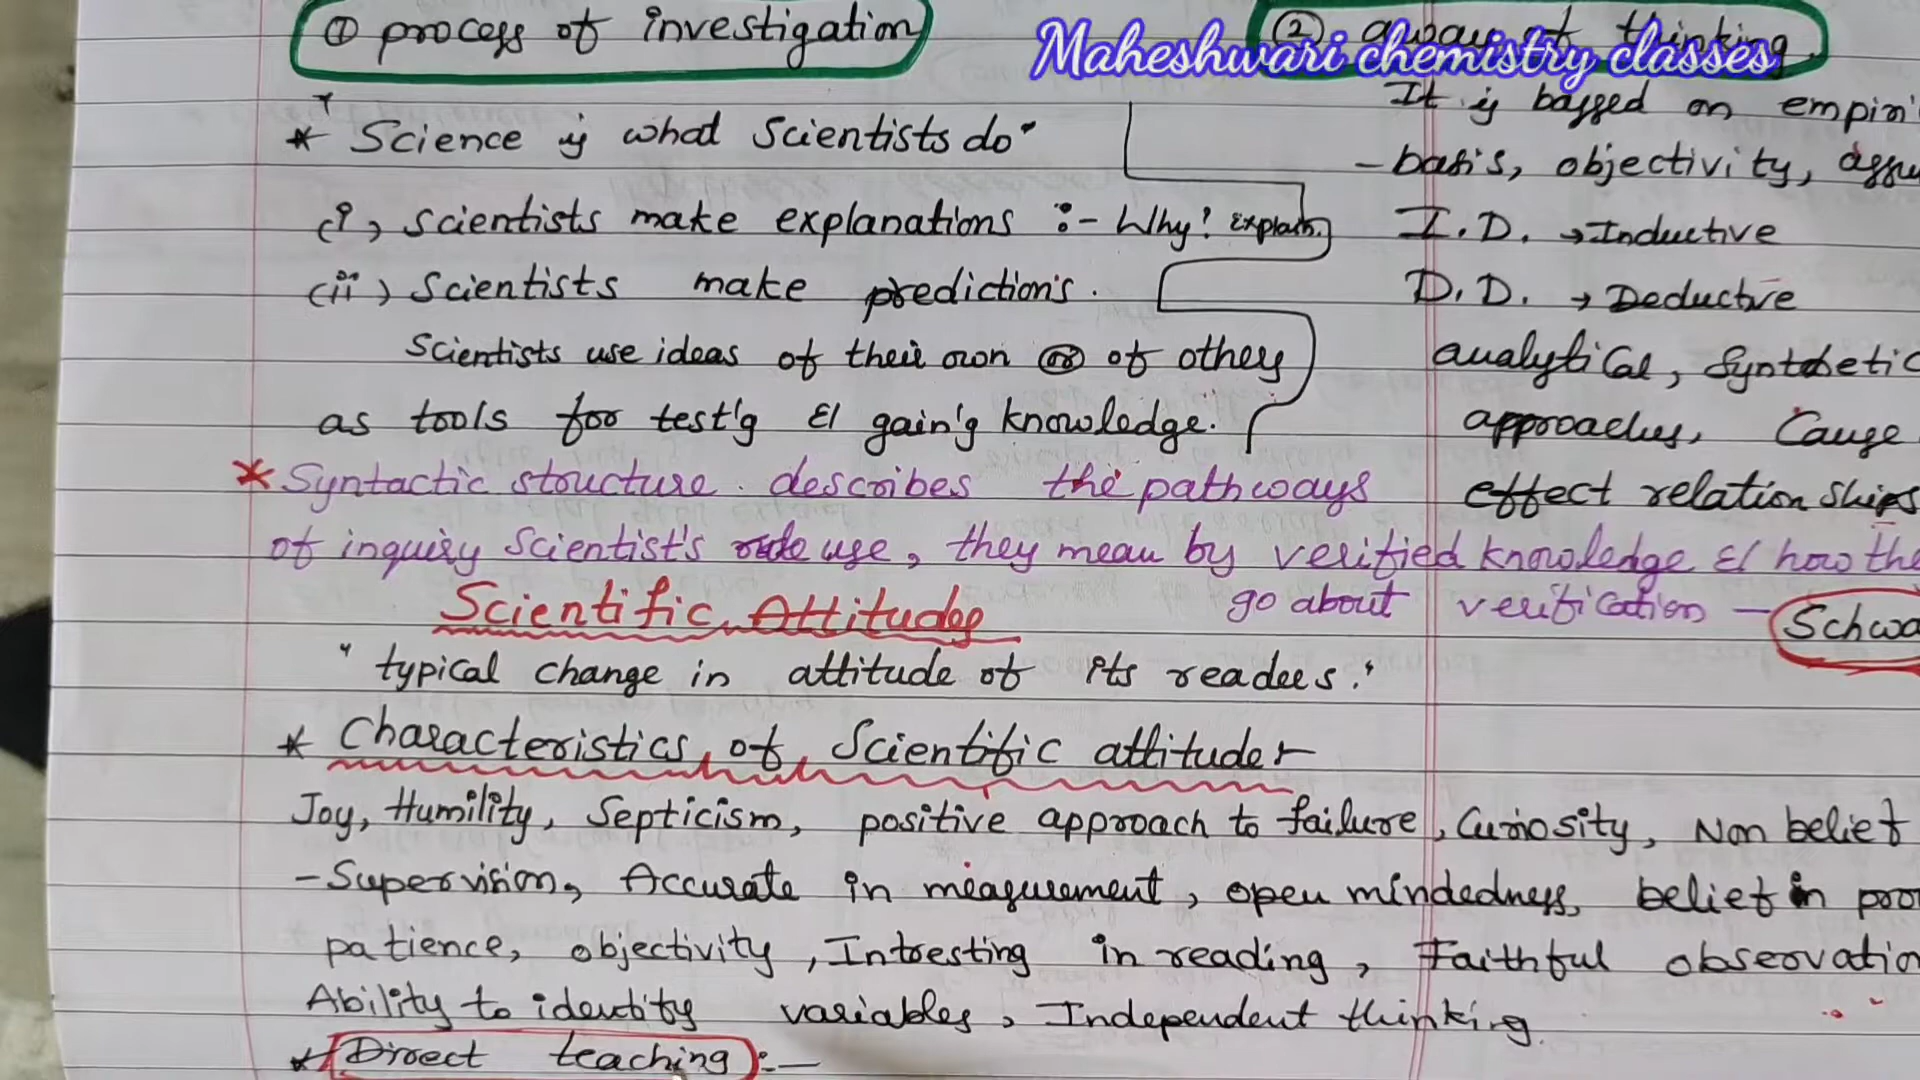 ① process of investigation
② a way of thinking
Maheshwari chemistry classes
* Science is what Scientists do"
(i) scientists make explanations :- Why? Explain.
(ii) Scientists make predictions.
Scientists use ideas of their own or of others
as tools for test'g & gain'g knowledge.
It is bassed on
- basis, objectivity,
I.D. → Inductive
D.D. → Deductive
analytical, Synthetic
approaches, Cause
effect relationships
* Syntactic structure describes the pathways
of inquiry Scientist's use, they mean by verified knowledge & how
go about verification -
Scientific Attitudes
" typical change in attitude of its readers."
* Characteristics of Scientific attitude:-
Joy, Humility, Septicism, positive approach to failure, Curiosity, Non belief
- Supervision, Accurate in measurement, open mindedness, belief in
patience, objectivity, Intresting in reading, Faithful
Ability to identify variables, Independent thinking.
* Direct teaching :-